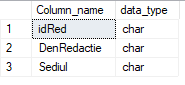 Column_name data_type
1 idRed char
2 DenRedactie char
3 Sediul char